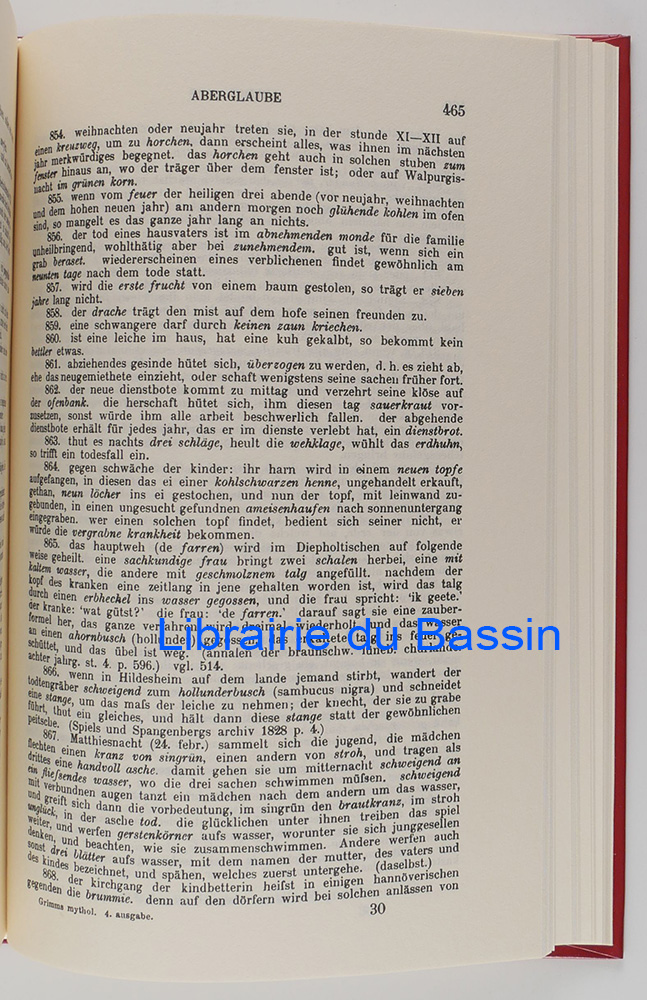 ABERGLAUBE
465
854. weihnachten oder neujahr treten sie, in der stunde XI—XII auf
einen kreuzweg, um zu horchen, dann erscheint alles, was ihnen im nächsten
jahr merkwürdiges begegnet. das horchen geht auch in solchen stuben zum
fenster hinaus an, wo der träger über dem fenster ist; oder auf Walpurgis-
nacht im grünen korn.
855. wenn vom feuer der heiligen drei abende (vor neujahr, weihnachten
und dem hohen neuen jahr) am andern morgen noch glühende kohlen im ofen
sind, so mangelt es das ganze jahr lang an nichts.
856. der tod eines hausvaters ist im abnehmenden monde für die familie
unheilbringend, wohlthätig aber bei zunehmendem. gut ist, wenn sich ein
grab beraset. wiedererscheinen eines verblichenen findet gewöhnlich am
neunten tage nach dem tode statt.
857. wird die erste frucht von einem baum gestolen, so trägt er sieben
jahre lang nicht.
858. der drache trägt den mist auf dem hofe seinen freunden zu.
859. eine schwangere darf durch keinen zaun kriechen.
860. ist eine leiche im haus, hat eine kuh gekalbt, so bekommt kein
bettler etwas.
861. abziehendes gesinde hütet sich, überzogen zu werden, d. h. es zieht ab,
ehe das neugemiethete einzieht, oder schaft wenigstens seine sachen früher fort.
862. der neue dienstbote kommt zu mittag und verzehrt seine klöse auf
der ofenbank. die herschaft hütet sich, ihm diesen tag sauerkraut vor-
zusetzen, sonst würde ihm alle arbeit beschwerlich fallen. der abgehende
dienstbote erhält für jedes jahr, das er im dienste verlebt hat, ein dienstbrot.
863. thut es nachts drei schläge, heult die wehklage, wühlt das erdhuhn,
so trifft ein todesfall ein.
864. gegen schwäche der kinder: ihr harn wird in einem neuen topfe
aufgefangen, in diesen das ei einer kohlschwarzen henne, ungehandelt erkauft,
gethan, neun löcher ins ei gestochen, und nun der topf, mit leinwand zu-
gebunden, in einen ungesucht gefundnen ameisenhaufen nach sonnenuntergang
eingegraben. wer einen solchen topf findet, bedient sich seiner nicht, er
würde die vergrabne krankheit bekommen.
865. das hauptweh (de farren) wird im Diepholtischen auf folgende
weise geheilt. eine sachkundige frau bringt zwei schalen herbei, eine mit
kaltem wasser, die andere mit geschmolznem talg angefüllt. nachdem der
kopf des kranken eine zeitlang in jene gehalten worden ist, wird das talg
durch einen erbhechel ins wasser gegossen, und die frau spricht: 'ik geete.'
der kranke: 'wat gütst?' die frau: 'de farren.' darauf sagt sie eine zauber-
formel her, das ganze verfahren wird dreimal wiederholt und das wasser
an einen ahornbusch (hollünder) gegossen, das erkaltete talg ins feuer ge-
schüttet, und das übel ist weg. (annalen der braunschw. lüneb. churlande
achter jahrg. st. 4. p. 596.) vgl. 514.
Librairie du Bassin
866. wenn in Hildesheim auf dem lande jemand stirbt, wandert der
todtengräber schweigend zum hollunderbusch (sambucus nigra) und schneidet
eine stange, um das mafs der leiche zu nehmen; der knecht, der sie zu grabe
führt, thut ein gleiches, und hält dann diese stange statt der gewöhnlichen
peitsche. (Spiels und Spangenbergs archiv 1828 p. 4.)
867. Matthiesnacht (24. febr.) sammelt sich die jugend, die mädchen
flechten einen kranz von singrün, einen andern von stroh, und tragen als
drittes eine handvoll asche. damit gehen sie um mitternacht schweigend an
ein fliefsendes wasser, wo die drei sachen schwimmen müfsen. schweigend
mit verbundnen augen tanzt ein mädchen nach dem andern um das wasser,
und greift sich dann die vorbedeutung, im singrün den brautkranz, im stroh
unglück, in der asche tod. die glücklichen unter ihnen treiben das spiel
weiter, und werfen gerstenkörner aufs wasser, worunter sie sich junggesellen
denken, und beachten, wie sie zusammenschwimmen. Andere werfen auch
sonst drei blätter aufs wasser, mit dem namen der mutter, des vaters und
des kindes bezeichnet, und spähen, welches zuerst untergehe. (daselbst.)
868. der kirchgang der kindbetterin heifst in einigen hannöverischen
gegenden die brummie. denn auf den dörfern wird bei solchen anlässen von
Grimms mythol. 4. ausgabe.
30